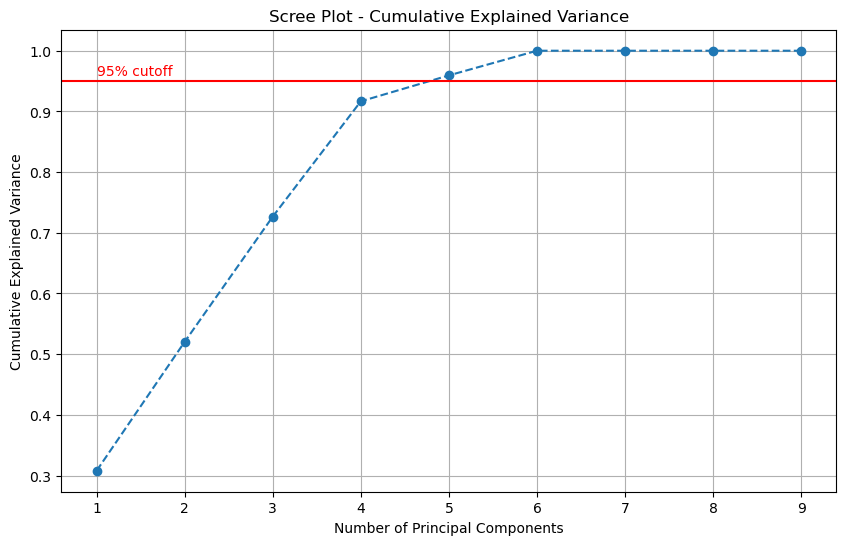 Scree Plot - Cumulative Explained Variance
1.0
95% cutoff
0.9
0.8
0.7
0.6
0.5
0.4
0.3
Cumulative Explained Variance
1 2 3 4 5 6 7 8 9
Number of Principal Components